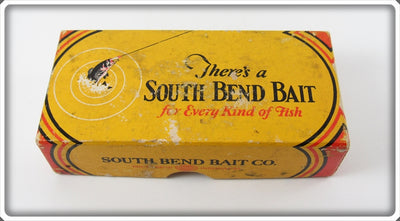 There's a
SOUTH BEND BAIT
for Every Kind of Fish
SOUTH BEND BAIT CO.